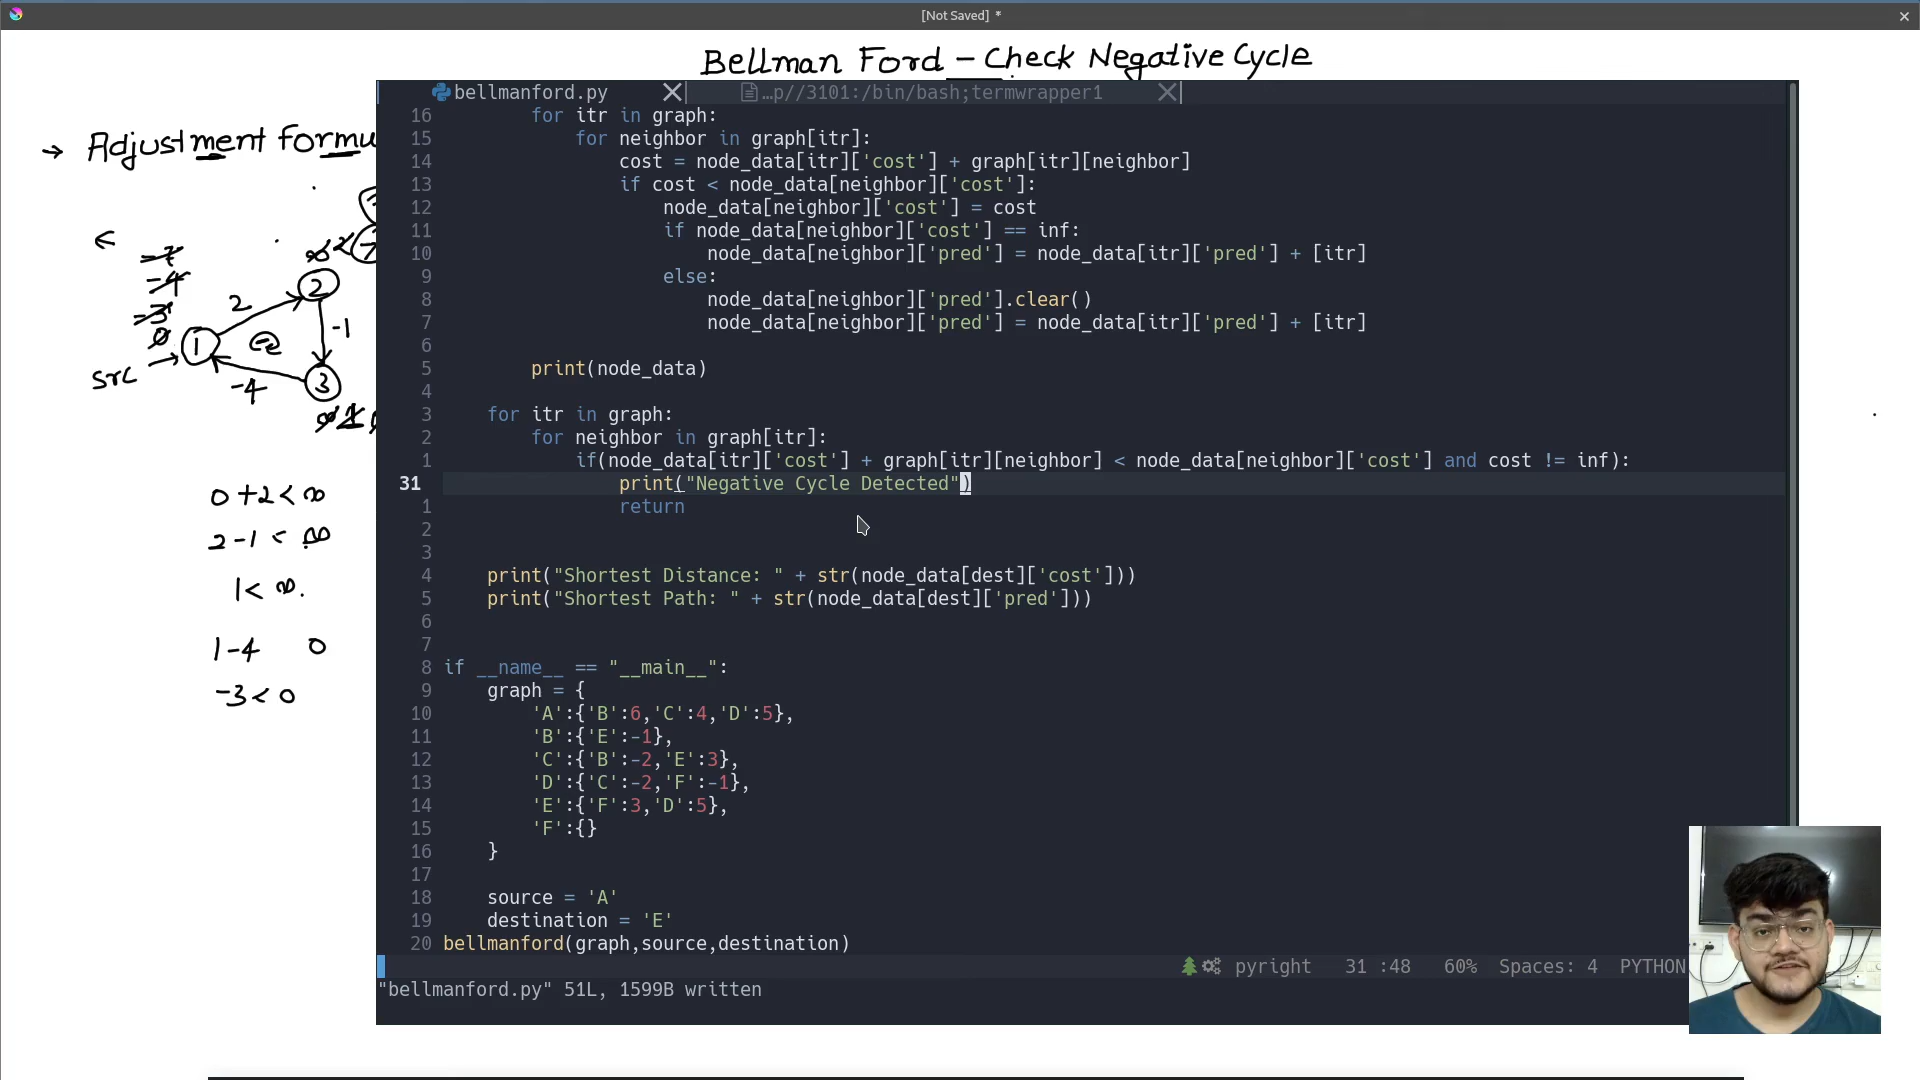 [Not Saved] *
Bellman Ford - Check Negative Cycle
→ Adjustment formu
bellmanford.py
…p//3101:/bin/bash;termwrapper1
16 for itr in graph:
15 for neighbor in graph[itr]:
14 cost = node_data[itr]['cost'] + graph[itr][neighbor]
13 if cost < node_data[neighbor]['cost']:
12 node_data[neighbor]['cost'] = cost
11 if node_data[neighbor]['cost'] == inf:
10 node_data[neighbor]['pred'] = node_data[itr]['pred'] + [itr]
9 else:
8 node_data[neighbor]['pred'].clear()
7 node_data[neighbor]['pred'] = node_data[itr]['pred'] + [itr]
6
5 print(node_data)
4
3 for itr in graph:
2 for neighbor in graph[itr]:
1 if(node_data[itr]['cost'] + graph[itr][neighbor] < node_data[neighbor]['cost'] and cost != inf):
31 print("Negative Cycle Detected")
1 return
2
3
4 print("Shortest Distance: " + str(node_data[dest]['cost']))
5 print("Shortest Path: " + str(node_data[dest]['pred']))
6
7
8 if __name__ == "__main__":
9 graph = {
10 'A':{'B':6,'C':4,'D':5},
11 'B':{'E':-1},
12 'C':{'B':-2,'E':3},
13 'D':{'C':-2,'F':-1},
14 'E':{'F':3,'D':5},
15 'F':{}
16 }
17
18 source = 'A'
19 destination = 'E'
20 bellmanford(graph,source,destination)
pyright 31 :48 60% Spaces: 4 PYTHON
"bellmanford.py" 51L, 1599B written
←
-7
-4
-3
0
2
2
-1
1
src
-4
3
0+2<∞
2-1<∞
1<∞.
1-4 0
-3<0